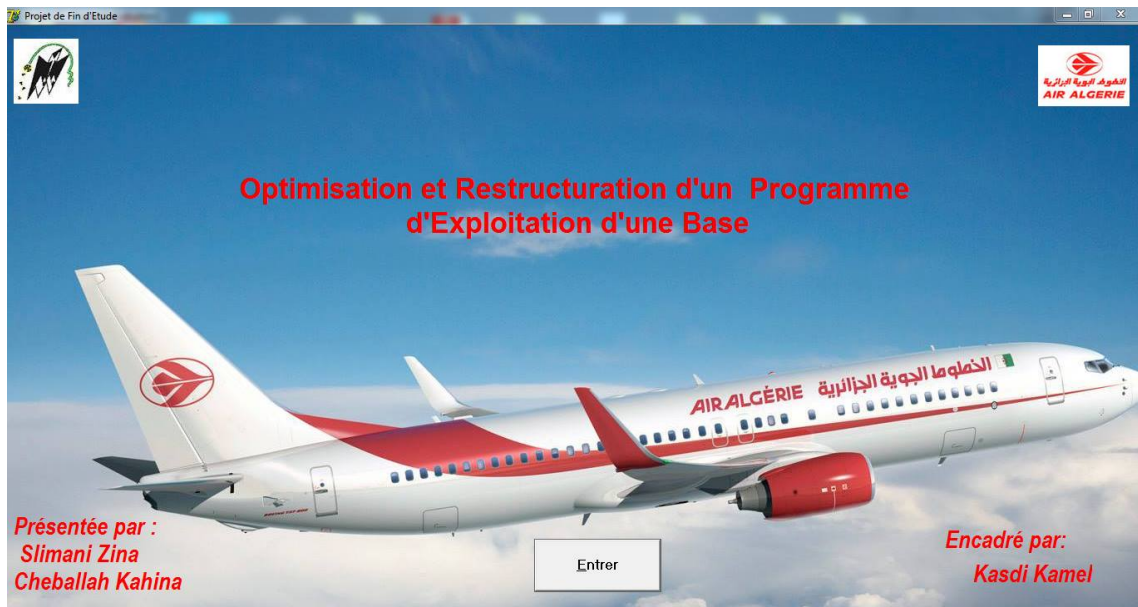 Projet de Fin d'Etude
الخطوط الجوية الجزائرية
AIR ALGERIE
Optimisation et Restructuration d'un Programme
d'Exploitation d'une Base
AIR ALGÉRIE الخطوط الجوية الجزائرية
Présentée par :
Slimani Zina
Cheballah Kahina
Entrer
Encadré par:
Kasdi Kamel